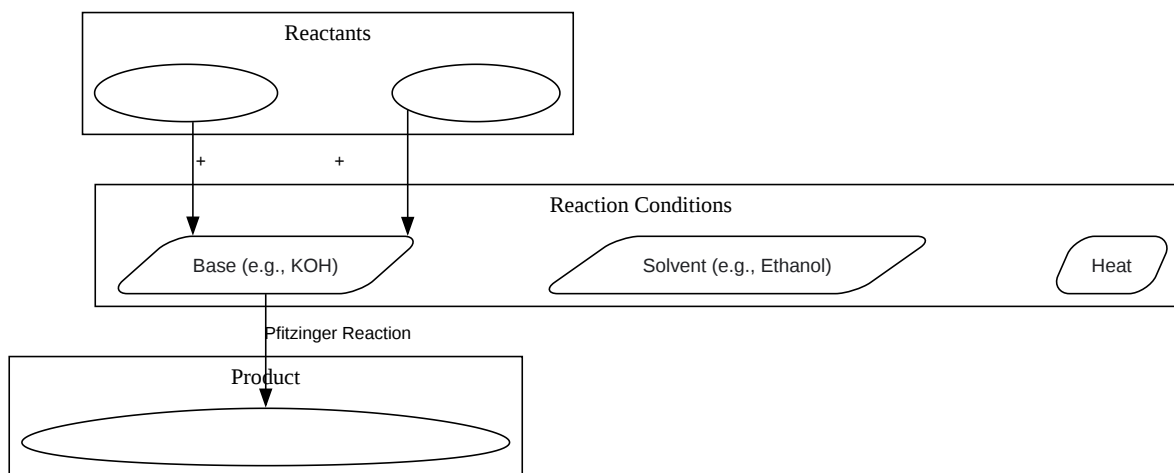 Reactants
+ +
Reaction Conditions
Base (e.g., KOH) Solvent (e.g., Ethanol) Heat
Pfitzinger Reaction
Product